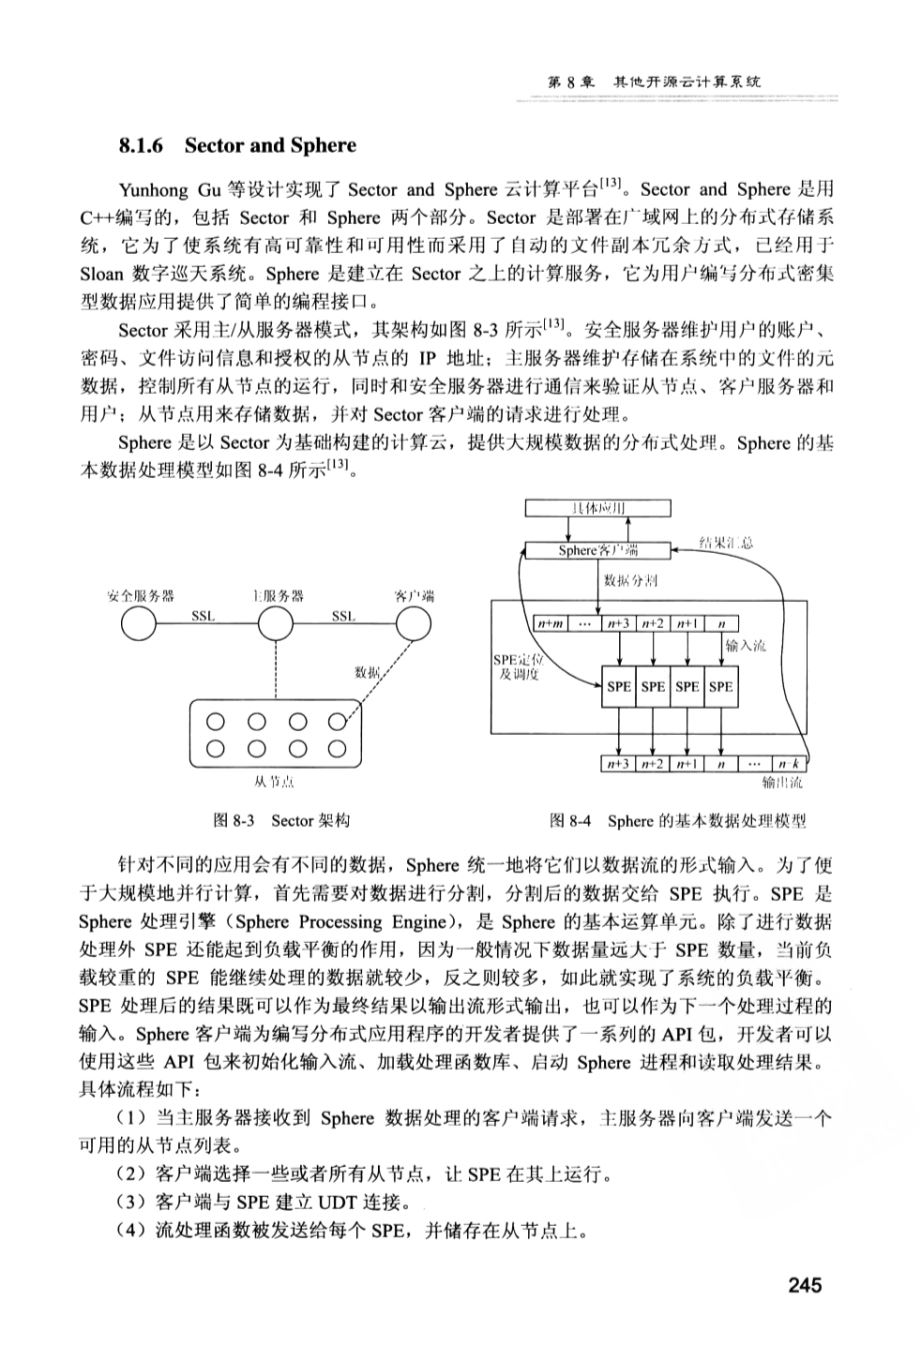 第 8 章 其他开源云计算系统
8.1.6 Sector and Sphere
Yunhong Gu 等设计实现了 Sector and Sphere 云计算平台[13]。Sector and Sphere 是用
C++编写的，包括 Sector 和 Sphere 两个部分。Sector 是部署在广域网上的分布式存储系
统，它为了使系统有高可靠性和可用性而采用了自动的文件副本冗余方式，已经用于
Sloan 数字巡天系统。Sphere 是建立在 Sector 之上的计算服务，它为用户编写分布式密集
型数据应用提供了简单的编程接口。
Sector 采用主/从服务器模式，其架构如图 8-3 所示[13]。安全服务器维护用户的账户、
密码、文件访问信息和授权的从节点的 IP 地址；主服务器维护存储在系统中的文件的元
数据，控制所有从节点的运行，同时和安全服务器进行通信来验证从节点、客户服务器和
用户；从节点用来存储数据，并对 Sector 客户端的请求进行处理。
Sphere 是以 Sector 为基础构建的计算云，提供大规模数据的分布式处理。Sphere 的基
本数据处理模型如图 8-4 所示[13]。
安全服务器 主服务器 客户端
SSL SSL
数据
从节点
图 8-3 Sector 架构
具体应用
Sphere客户端
结果汇总
数据分割
n+m ··· n+3 n+2 n+1 n
输入流
SPE定位
及调度
SPE SPE SPE SPE
n+3 n+2 n+1 n ··· n-k
输出流
图 8-4 Sphere 的基本数据处理模型
针对不同的应用会有不同的数据，Sphere 统一地将它们以数据流的形式输入。为了便
于大规模地并行计算，首先需要对数据进行分割，分割后的数据交给 SPE 执行。SPE 是
Sphere 处理引擎（Sphere Processing Engine），是 Sphere 的基本运算单元。除了进行数据
处理外 SPE 还能起到负载平衡的作用，因为一般情况下数据量远大于 SPE 数量，当前负
载较重的 SPE 能继续处理的数据就较少，反之则较多，如此就实现了系统的负载平衡。
SPE 处理后的结果既可以作为最终结果以输出流形式输出，也可以作为下一个处理过程的
输入。Sphere 客户端为编写分布式应用程序的开发者提供了一系列的 API 包，开发者可以
使用这些 API 包来初始化输入流、加载处理函数库、启动 Sphere 进程和读取处理结果。
具体流程如下：
（1）当主服务器接收到 Sphere 数据处理的客户端请求，主服务器向客户端发送一个
可用的从节点列表。
（2）客户端选择一些或者所有从节点，让 SPE 在其上运行。
（3）客户端与 SPE 建立 UDT 连接。
（4）流处理函数被发送给每个 SPE，并储存在从节点上。
245